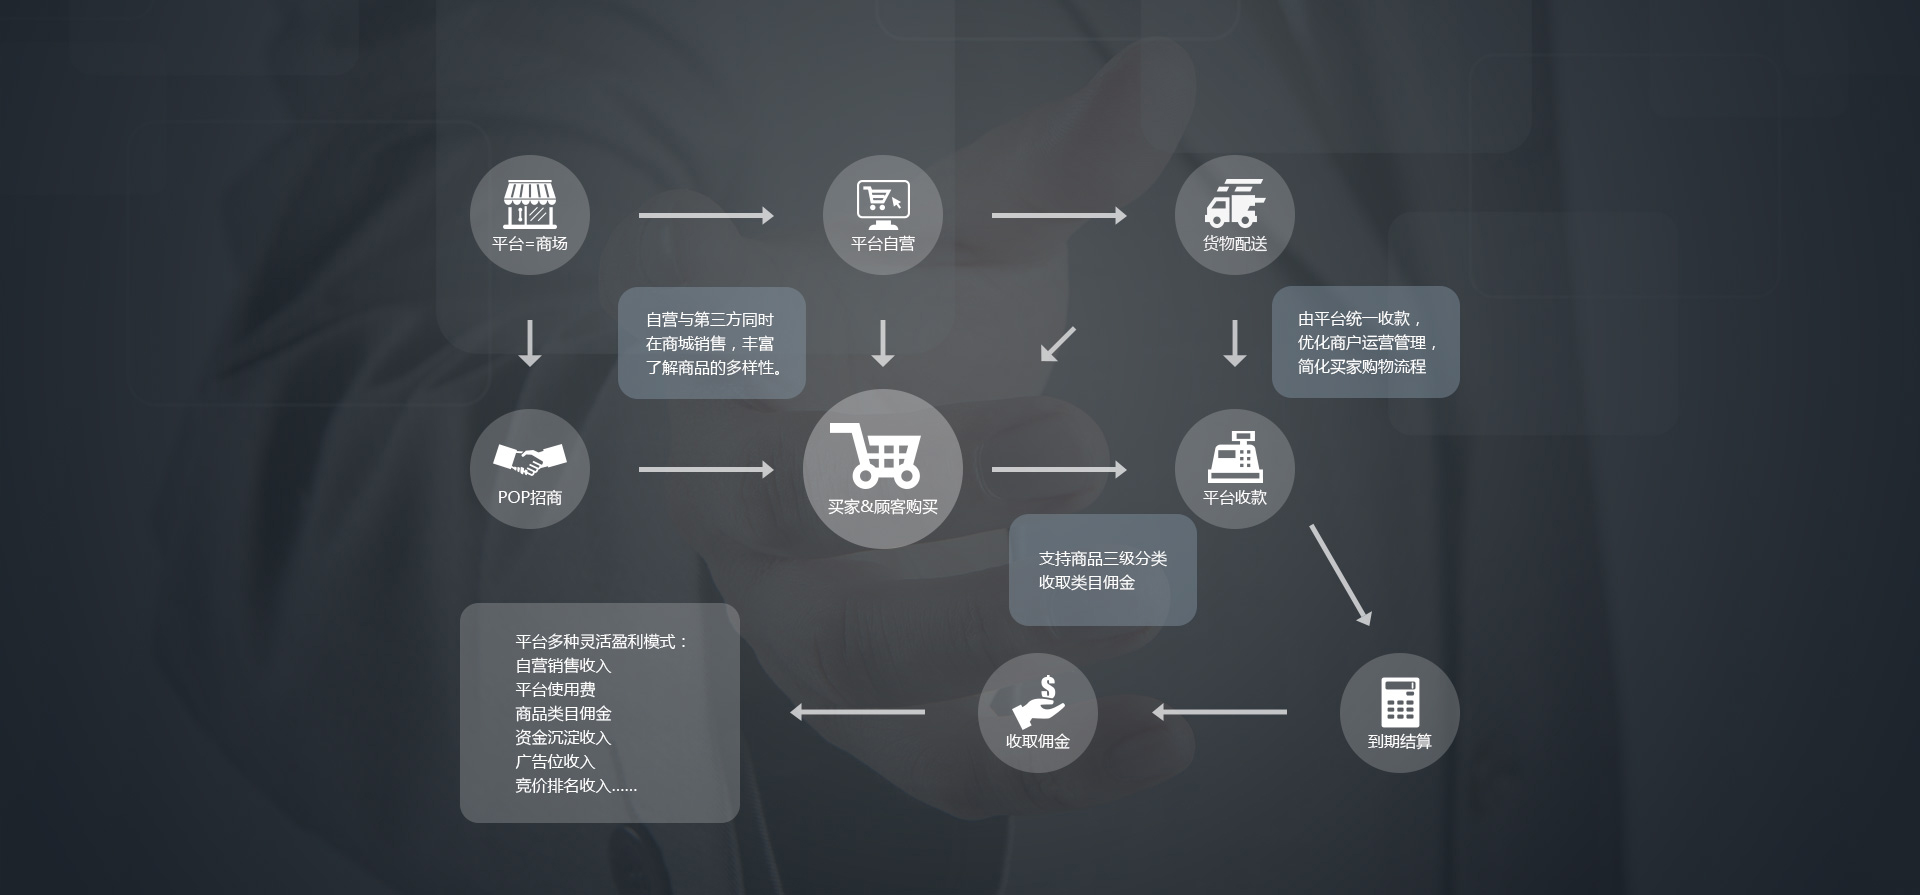 平台=商场
平台自营
货物配送
自营与第三方同时
在商城销售，丰富
了解商品的多样性。
由平台统一收款，
优化商户运营管理，
简化买家购物流程
POP招商
买家&顾客购买
平台收款
支持商品三级分类
收取类目佣金
平台多种灵活盈利模式：
自营销售收入
平台使用费
商品类目佣金
资金沉淀收入
广告位收入
竞价排名收入......
收取佣金
到期结算